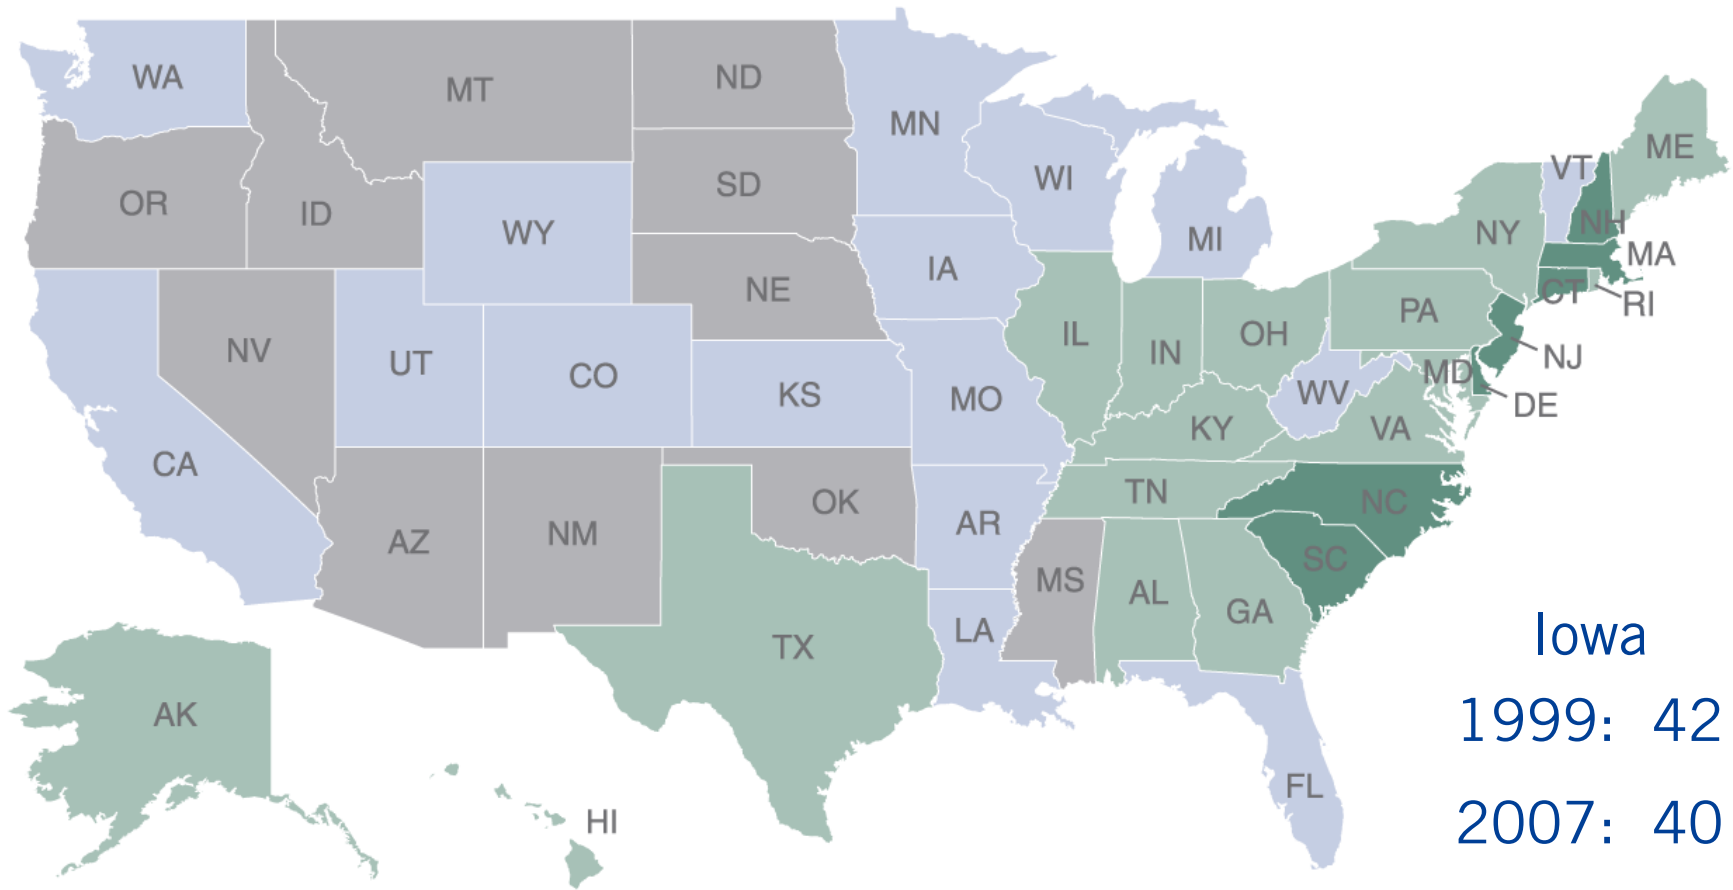 WA
MT
ND
MN
OR
ID
SD
WI
VT
ME
WY
MI
NY
NH
MA
IA
NE
CT
RI
PA
NV
UT
CO
IL
IN
OH
NJ
MD
DE
KS
MO
WV
VA
KY
CA
TN
NC
OK
AR
AZ
NM
MS
AL
SC
GA
TX
LA
Iowa
1999: 42
AK
HI
FL
2007: 40